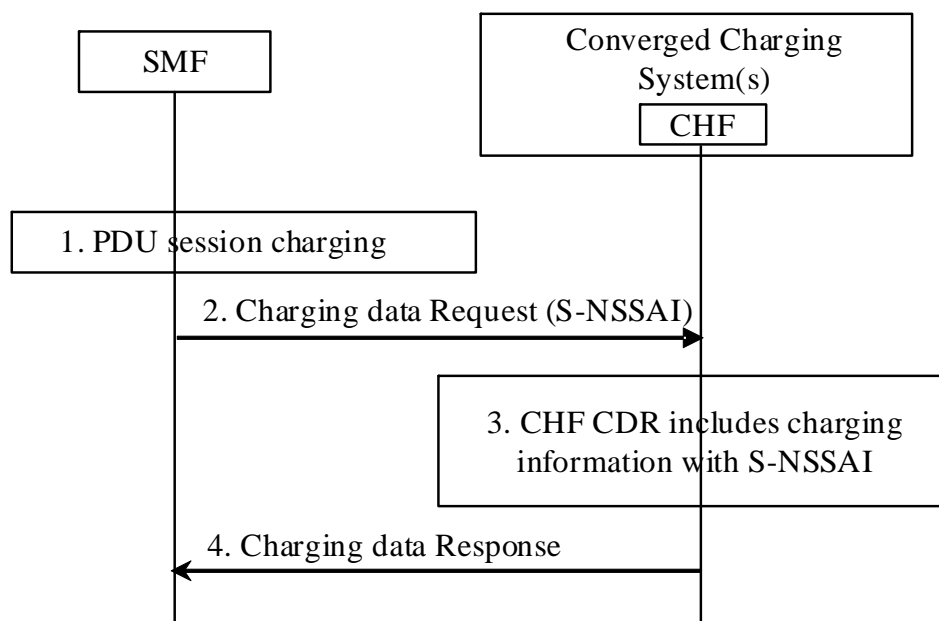 SMF
Converged Charging
System(s)
CHF
1. PDU session charging
2. Charging data Request (S-NSSAI)
3. CHF CDR includes charging
information with S-NSSAI
4. Charging data Response